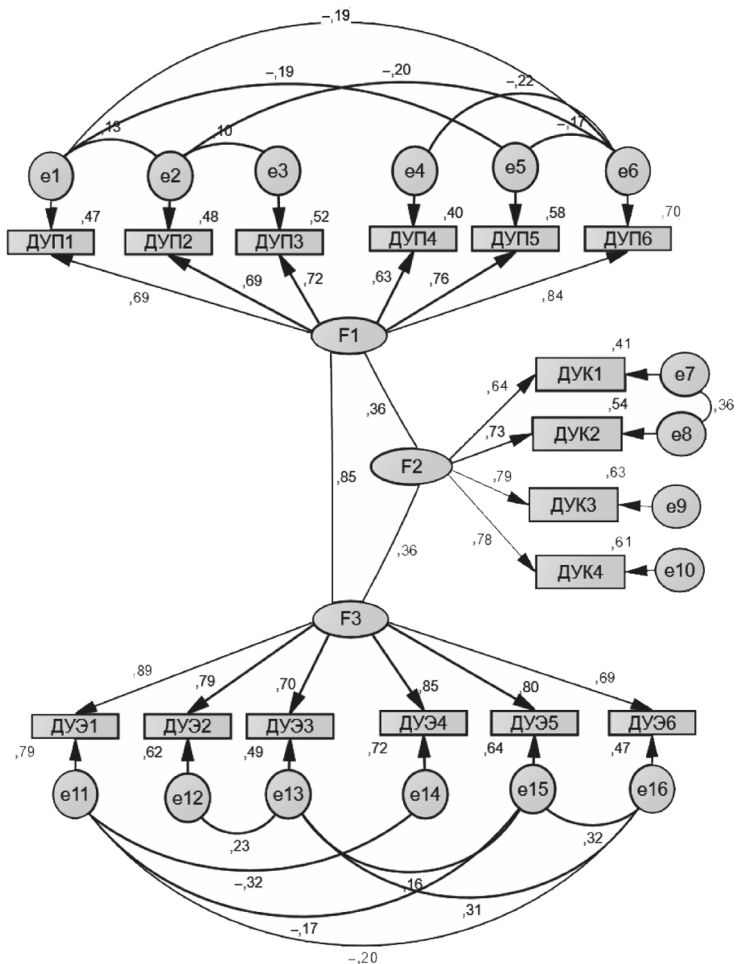 –,19
–,19 –,20 –,22
,13 ,10 –,17
e1 e2 e3 e4 e5 e6
,47 ,48 ,52 ,40 ,58 ,70
ДУП1 ДУП2 ДУП3 ДУП4 ДУП5 ДУП6
,69 ,69 ,72 ,63 ,76 ,84
F1
,41
ДУК1 e7
,64 ,36
,36 ,54
,73 ДУК2 e8
F2
,85 ,79 ,63
ДУК3 e9
,36 ,78 ,61
ДУК4 e10
F3
,89 ,79 ,70 ,85 ,80 ,69
ДУЭ1 ДУЭ2 ДУЭ3 ДУЭ4 ДУЭ5 ДУЭ6
,79 ,62 ,49 ,72 ,64 ,47
e11 e12 e13 e14 e15 e16
,23 ,32
–,32 ,16
,31
–,17
–,20